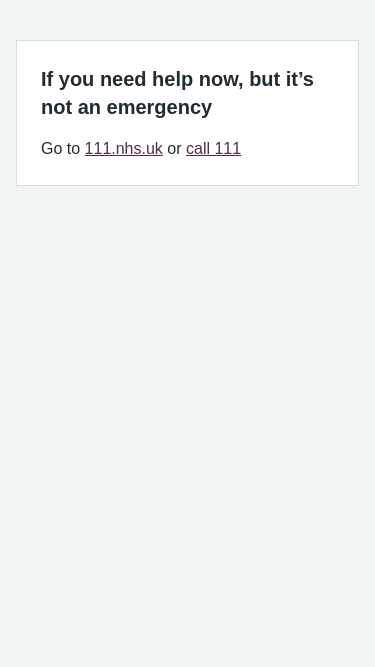 If you need help now, but it’s
not an emergency
Go to 111.nhs.uk or call 111